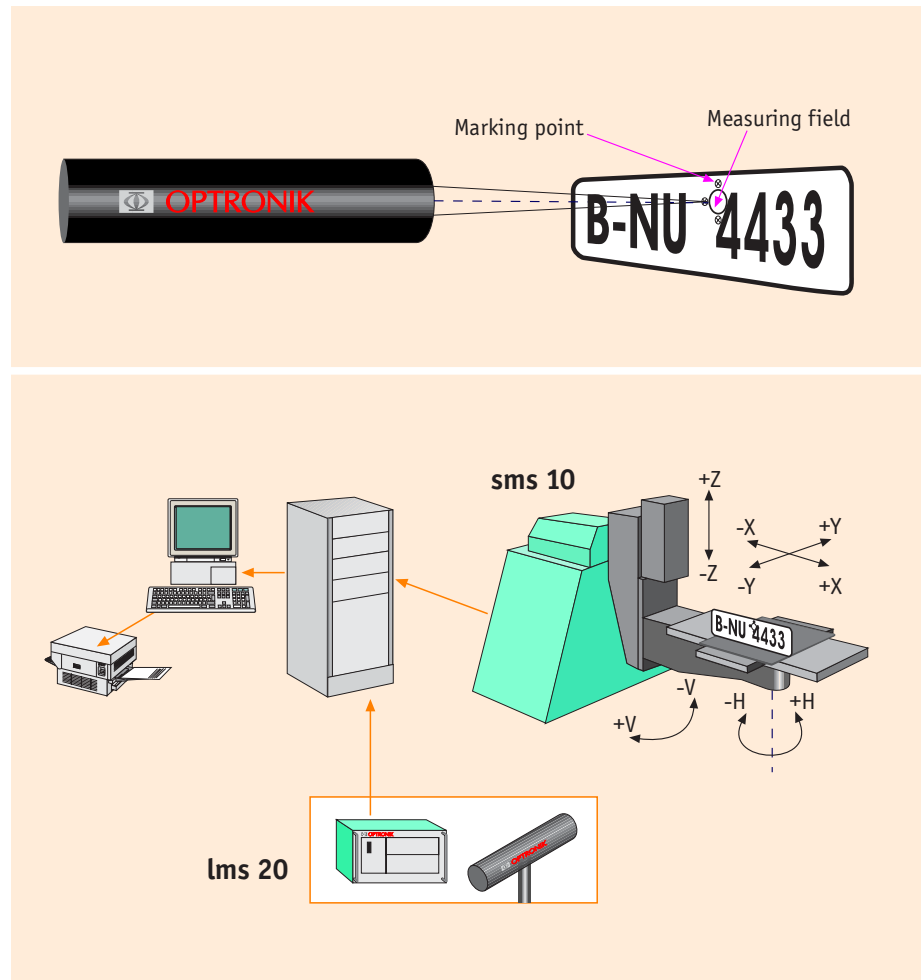 Marking point
Measuring field
OPTRONIK
B-NU 4433
sms 10
+Z
-X
+Y
-Z
-Y
+X
B-NU 4433
-V
-H
+H
+V
OPTRONIK
OPTRONIK
lms 20